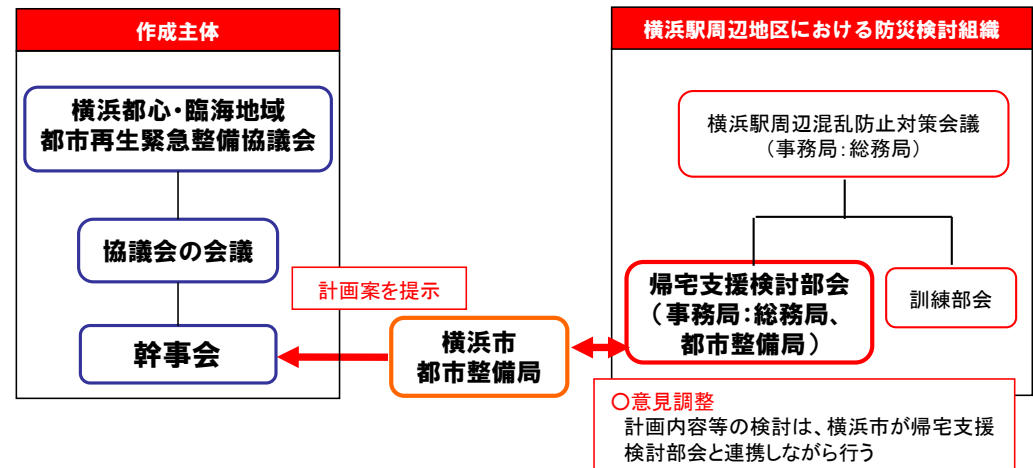 作成主体
横浜都心・臨海地域
都市再生緊急整備協議会
協議会の会議
幹事会
計画案を提示
横浜市
都市整備局
横浜駅周辺地区における防災検討組織
横浜駅周辺混乱防止対策会議
（事務局：総務局）
帰宅支援検討部会
（事務局：総務局、
都市整備局）
訓練部会
〇意見調整
計画内容等の検討は、横浜市が帰宅支援
検討部会と連携しながら行う